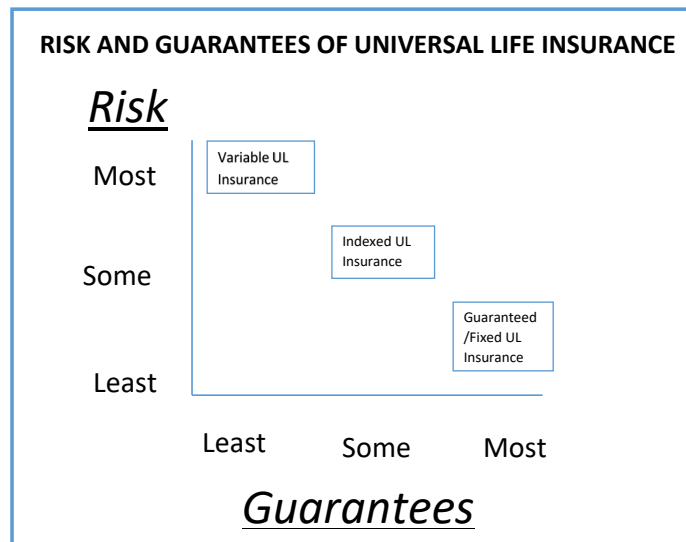 RISK AND GUARANTEES OF UNIVERSAL LIFE INSURANCE
Risk
Most
Variable UL
Insurance
Some
Indexed UL
Insurance
Guaranteed
/Fixed UL
Insurance
Least
Least
Some
Most
Guarantees